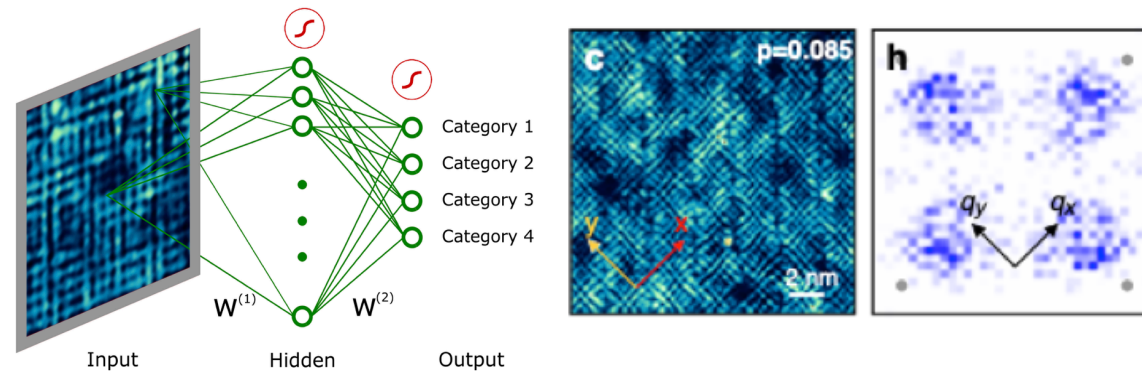 Category 1
Category 2
Category 3
Category 4
W(1)
W(2)
Input
Hidden
Output
c
p=0.085
y
x
2 nm
h
qy
qx